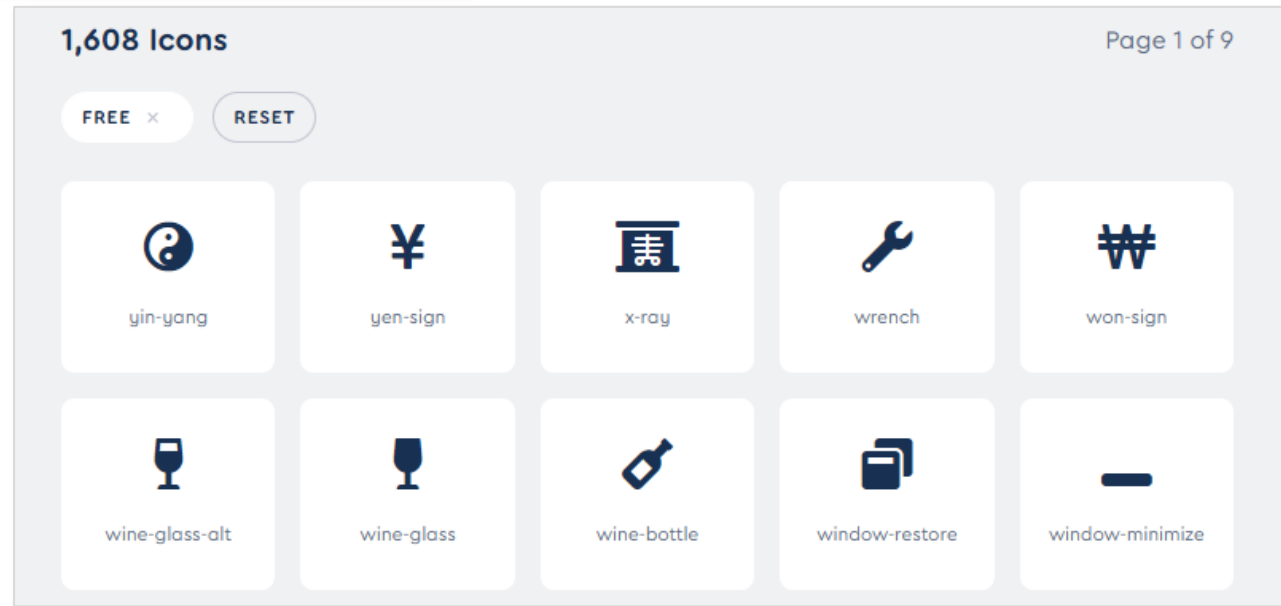 1,608 Icons
Page 1 of 9
FREE ×
RESET
¥
₩
yin-yang
yen-sign
x-ray
wrench
won-sign
wine-glass-alt
wine-glass
wine-bottle
window-restore
window-minimize